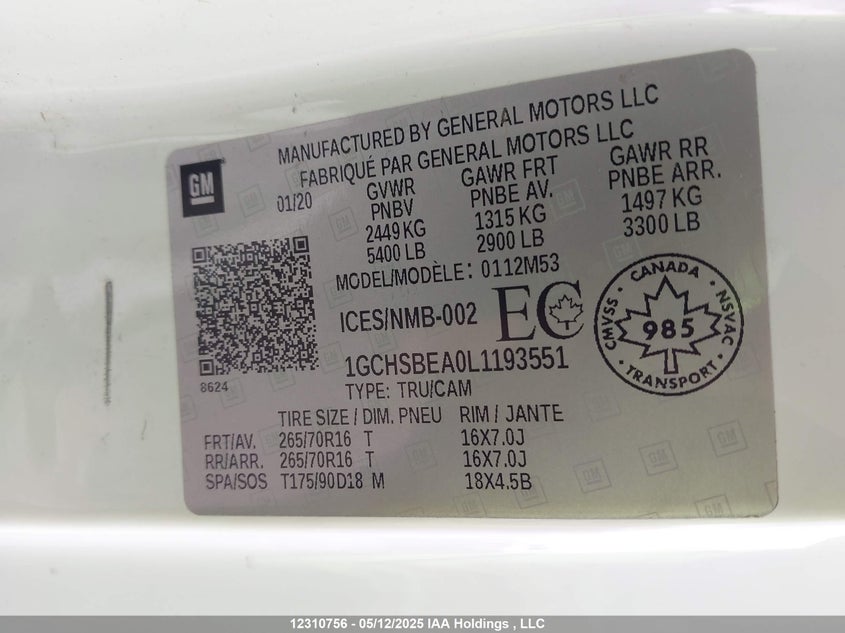 MANUFACTURED BY GENERAL MOTORS LLC
FABRIQUÉ PAR GENERAL MOTORS LLC
GM
01/20
GVWR
PNBV
2449 KG
5400 LB
GAWR FRT
PNBE AV.
1315 KG
2900 LB
GAWR RR
PNBE ARR.
1497 KG
3300 LB
MODEL/MODÈLE: 0112M53
ICES/NMB-002
EC
CANADA
CMVSS
985
NSVAC
TRANSPORT
8624
1GCHSBEA0L1193551
TYPE: TRU/CAM
TIRE SIZE / DIM. PNEU RIM / JANTE
FRT/AV. 265/70R16 T 16X7.0J
RR/ARR. 265/70R16 T 16X7.0J
SPA/SOS T175/90D18 M 18X4.5B
12310756 - 05/12/2025 IAA Holdings , LLC